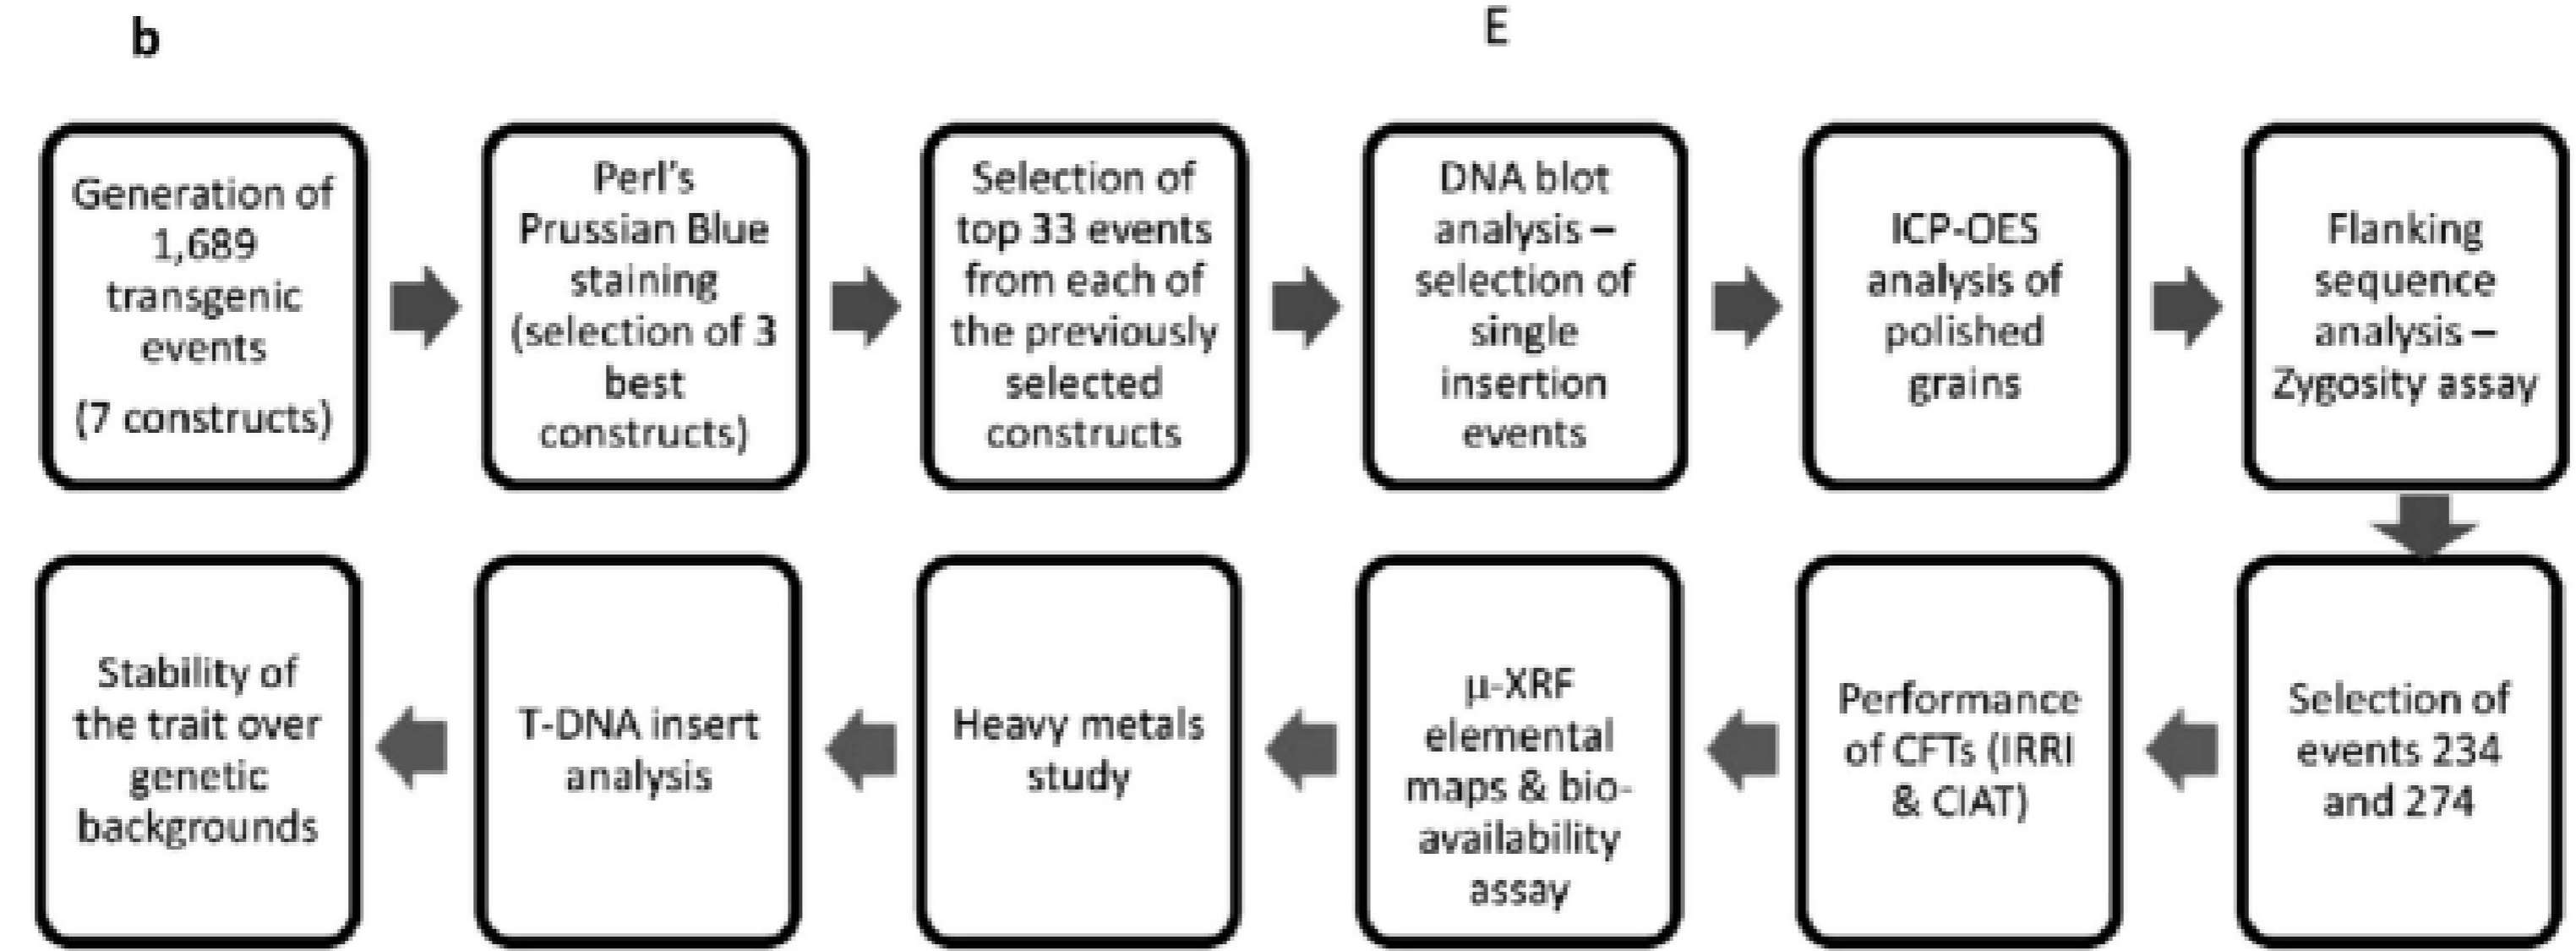 b
E
Generation of
1,689
transgenic
events
(7 constructs)
Perl's
Prussian Blue
staining
(selection of 3
best
constructs)
Selection of
top 33 events
from each of
the previously
selected
constructs
DNA blot
analysis –
selection of
single
insertion
events
ICP-OES
analysis of
polished
grains
Flanking
sequence
analysis –
Zygosity assay
Selection of
events 234
and 274
Performance
of CFTs (IRRI
& CIAT)
μ-XRF
elemental
maps & bio-
availability
assay
Heavy metals
study
T-DNA insert
analysis
Stability of
the trait over
genetic
backgrounds